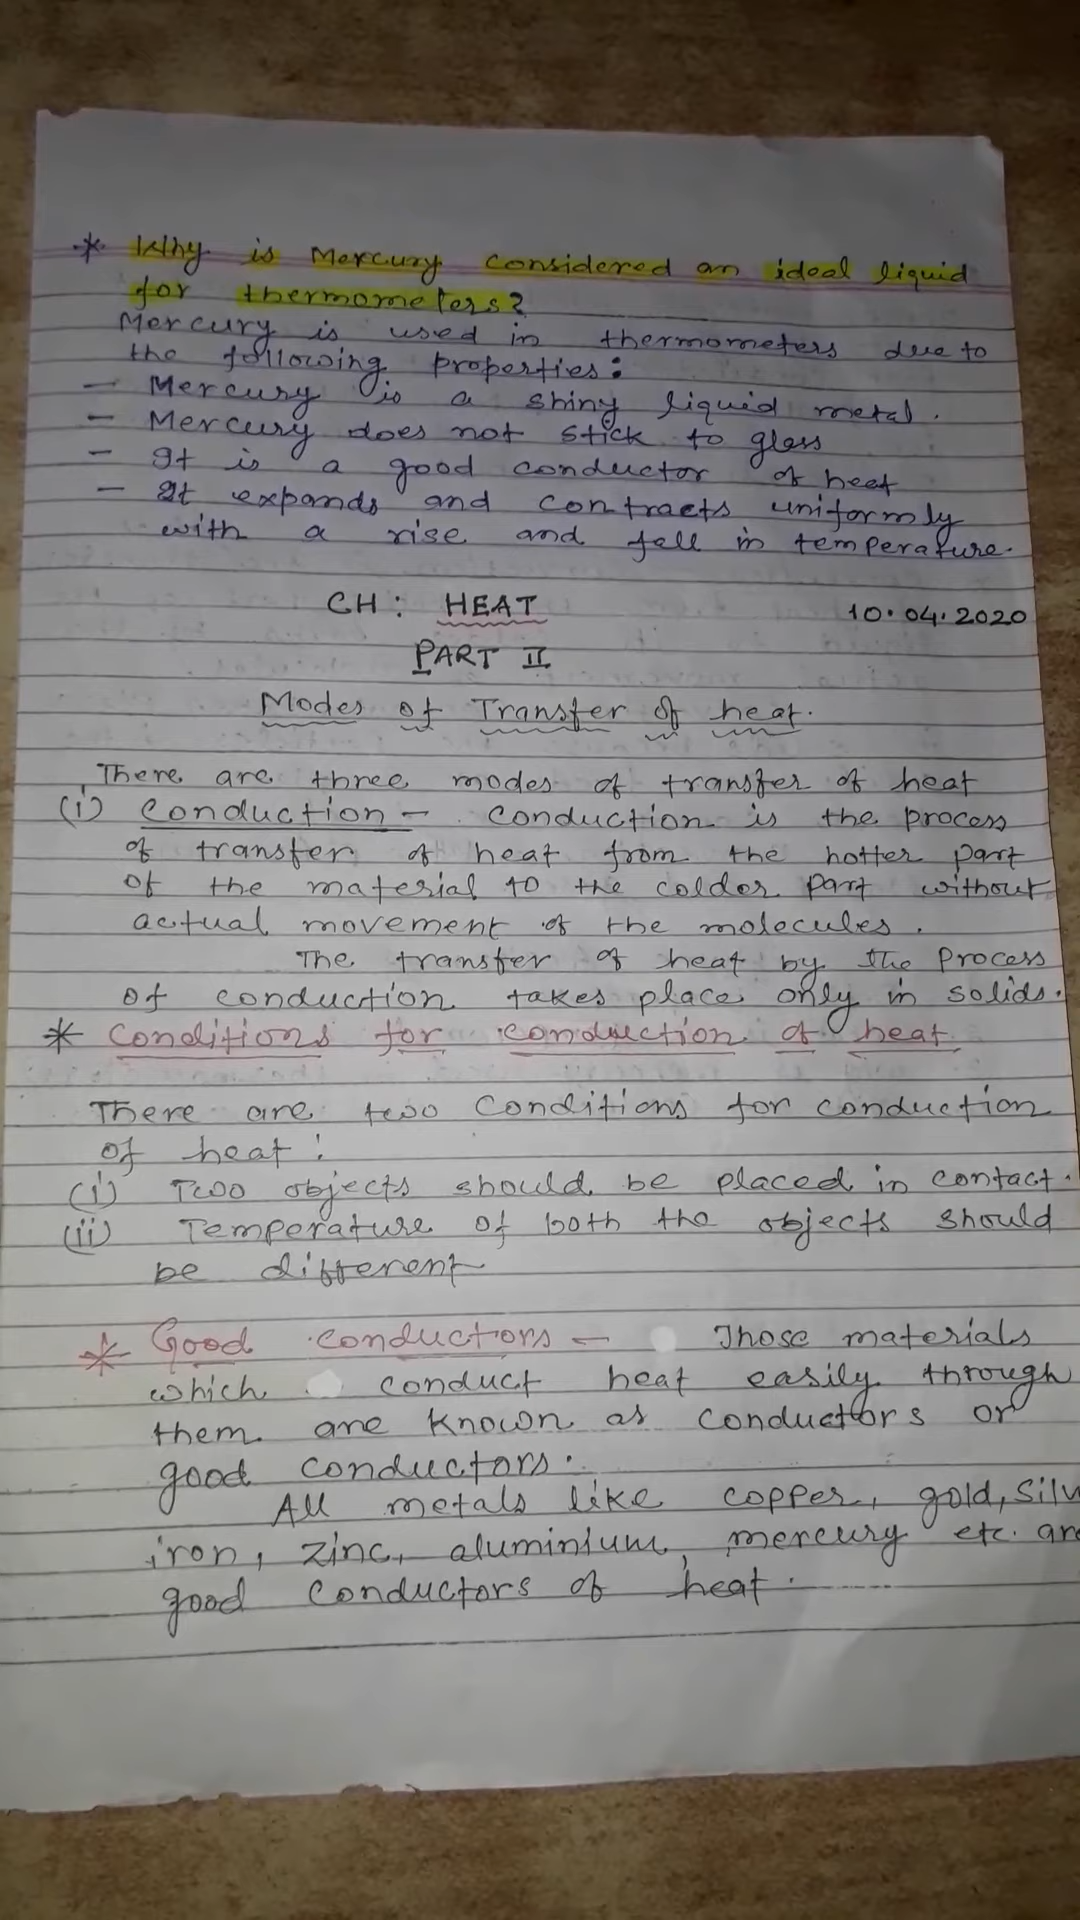 * Why is Mercury considered an ideal liquid
for thermometers?
Mercury is used in thermometers due to
the following properties:
- Mercury is a shiny liquid metal.
- Mercury does not stick to glass
- It is a good conductor of heat
- It expands and contracts uniformly
with a rise and fall in temperature.
CH: HEAT 10.04.2020
PART II
Modes of Transfer of heat.
There are three modes of transfer of heat
(i) Conduction - Conduction is the process
of transfer of heat from the hotter part
of the material to the colder part without
actual movement of the molecules.
The transfer of heat by the process
of conduction takes place only in solids.
* Conditions for conduction of heat.
There are two conditions for conduction
of heat:
(i) Two objects should be placed in contact.
(ii) Temperature of both the objects should
be different
* Good conductors - Those materials
which conduct heat easily through
them are known as conductors or
good conductors.
All metals like copper, gold, silv
iron, zinc, aluminium, mercury etc. are
good conductors of heat.